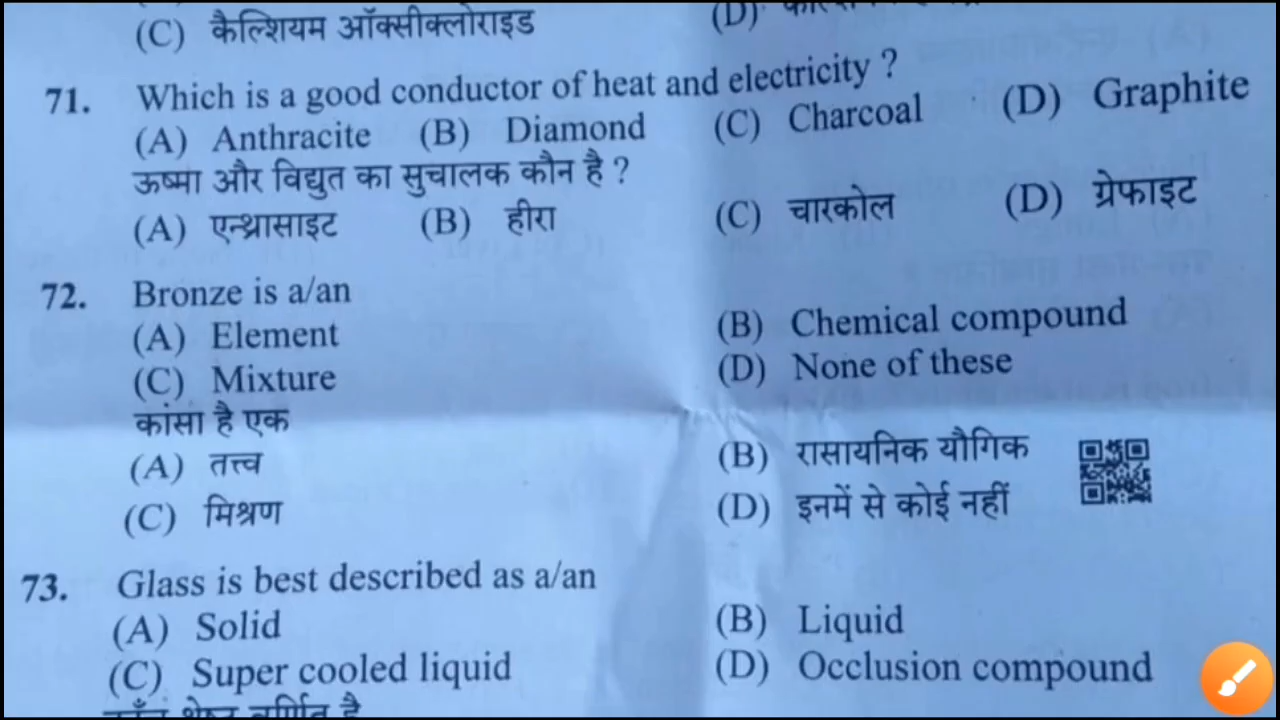 (C) कैल्शियम ऑक्सीक्लोराइड (D)
71. Which is a good conductor of heat and electricity ?
(A) Anthracite (B) Diamond (C) Charcoal (D) Graphite
ऊष्मा और विद्युत का सुचालक कौन है ?
(A) एन्थ्रासाइट (B) हीरा (C) चारकोल (D) ग्रेफाइट
72. Bronze is a/an
(A) Element (B) Chemical compound
(C) Mixture (D) None of these
कांसा है एक
(A) तत्त्व (B) रासायनिक यौगिक
(C) मिश्रण (D) इनमें से कोई नहीं
73. Glass is best described as a/an
(A) Solid (B) Liquid
(C) Super cooled liquid (D) Occlusion compound